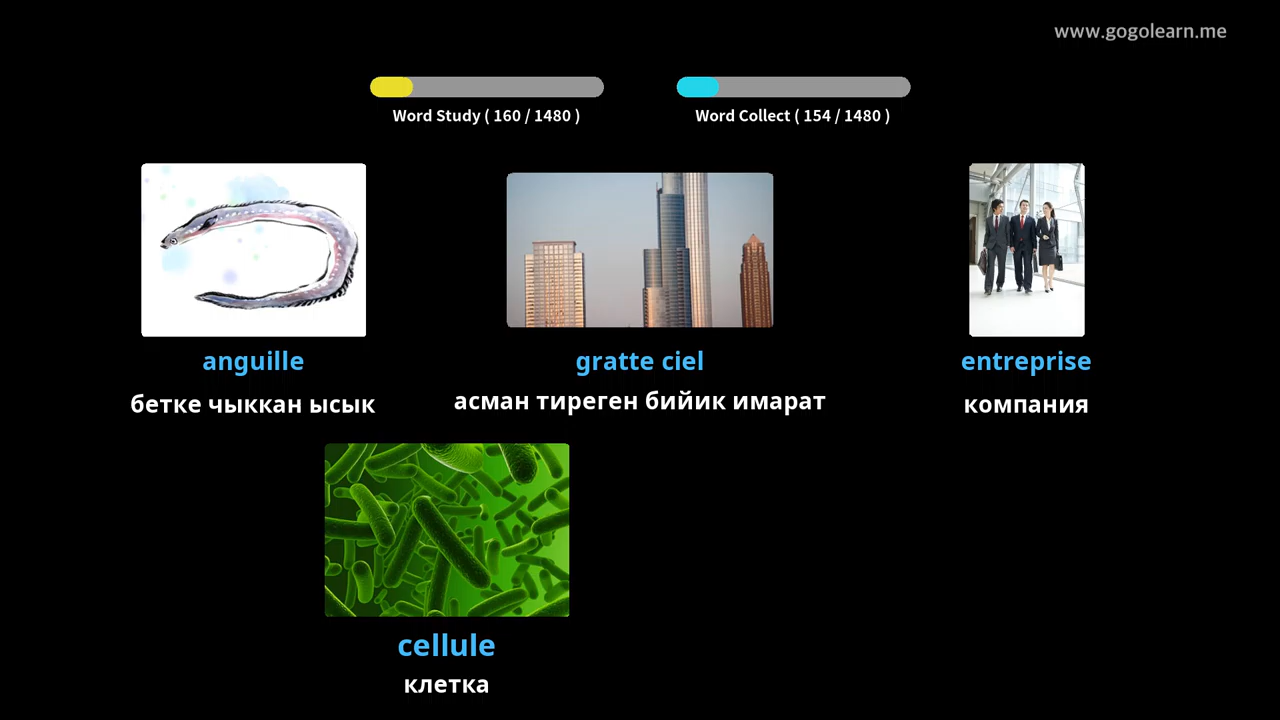 www.gogolearn.me
Word Study ( 160 / 1480 )
Word Collect ( 154 / 1480 )
anguille
бетке чыккан ысык
gratte ciel
асман тиреген бийик имарат
entreprise
компания
cellule
клетка